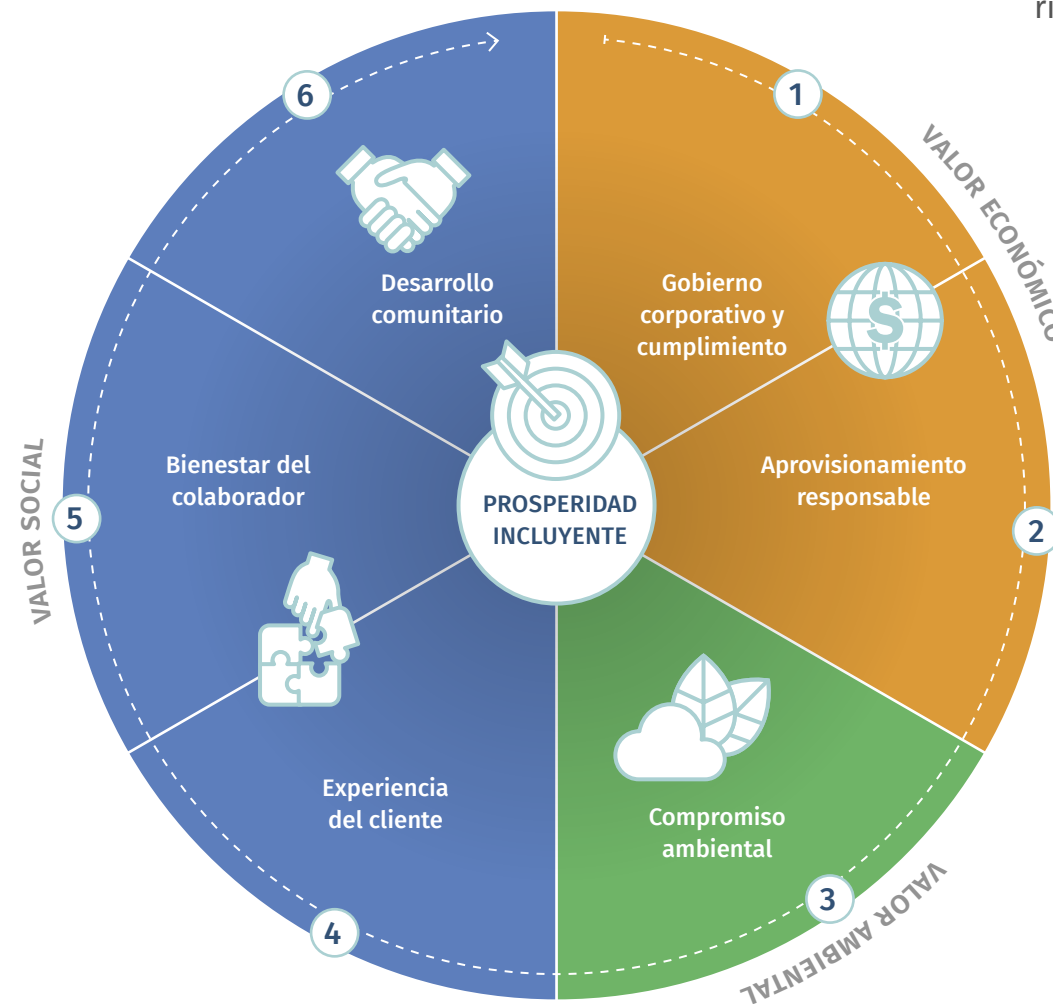 1
VALOR ECONÓMICO
Gobierno
corporativo y
cumplimiento
$
2
Aprovisionamiento
responsable
3
VALOR AMBIENTAL
Compromiso
ambiental
4
Experiencia
del cliente
5
VALOR SOCIAL
Bienestar del
colaborador
6
Desarrollo
comunitario
PROSPERIDAD
INCLUYENTE